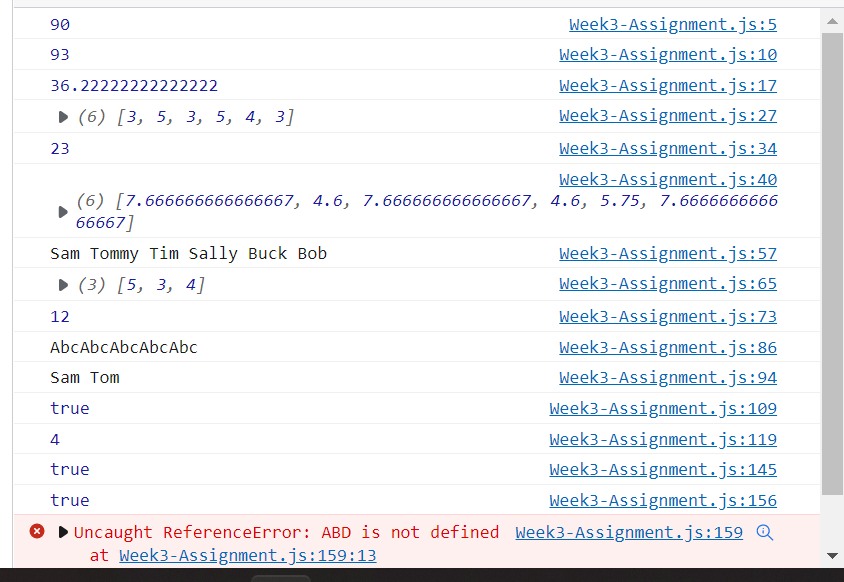 90 Week3-Assignment.js:5
93 Week3-Assignment.js:10
36.22222222222222 Week3-Assignment.js:17
(6) [3, 5, 3, 5, 4, 3] Week3-Assignment.js:27
23 Week3-Assignment.js:34
Week3-Assignment.js:40
(6) [7.666666666666667, 4.6, 7.666666666666667, 4.6, 5.75, 7.6666666666
66667]
Sam Tommy Tim Sally Buck Bob Week3-Assignment.js:57
(3) [5, 3, 4] Week3-Assignment.js:65
12 Week3-Assignment.js:73
AbcAbcAbcAbcAbc Week3-Assignment.js:86
Sam Tom Week3-Assignment.js:94
true Week3-Assignment.js:109
4 Week3-Assignment.js:119
true Week3-Assignment.js:145
true Week3-Assignment.js:156
Uncaught ReferenceError: ABD is not defined Week3-Assignment.js:159
at Week3-Assignment.js:159:13